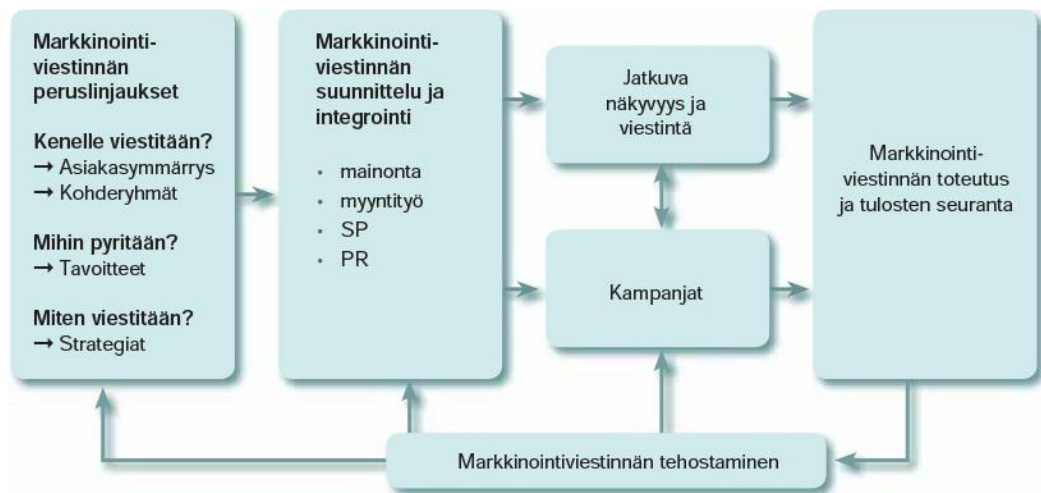 Markkinointi-
viestinnän
peruslinjaukset
Kenelle viestitään?
→ Asiakasymmärrys
→ Kohderyhmät
Mihin pyritään?
→ Tavoitteet
Miten viestitään?
→ Strategiat
Markkinointi-
viestinnän
suunnittelu ja
integrointi
• mainonta
• myyntityö
• SP
• PR
Jatkuva
näkyvyys ja
viestintä
Kampanjat
Markkinointi-
viestinnän toteutus
ja tulosten seuranta
Markkinointiviestinnän tehostaminen